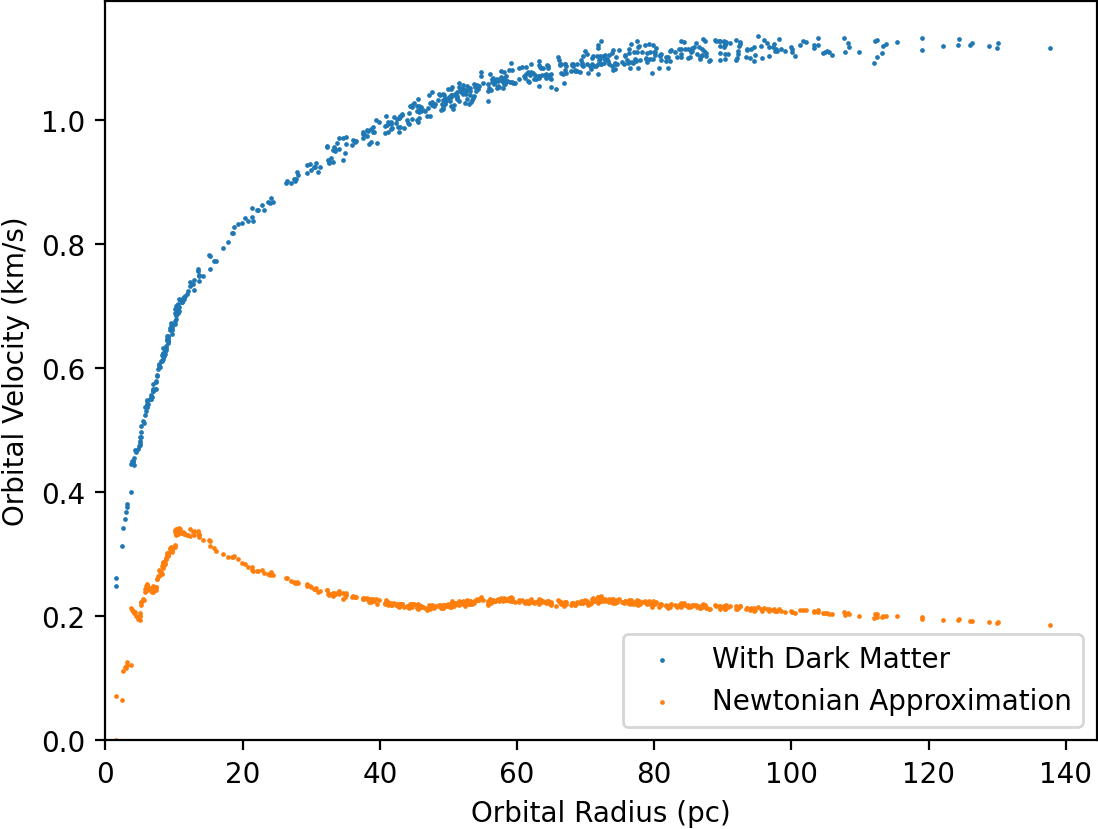 Orbital Velocity (km/s)
1.0
0.8
0.6
0.4
0.2
0.0
With Dark Matter
Newtonian Approximation
0 20 40 60 80 100 120 140
Orbital Radius (pc)